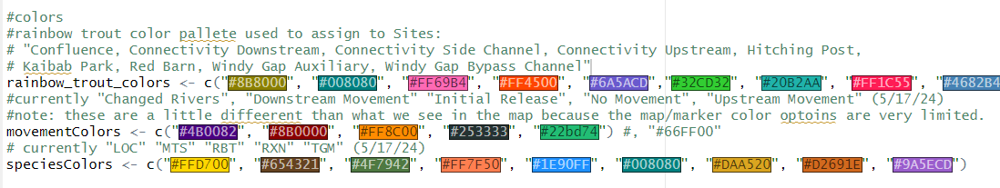 #colors
#rainbow trout color pallete used to assign to Sites:
# "Confluence, Connectivity Downstream, Connectivity Side Channel, Connectivity Upstream, Hitching Post,
# Kaibab Park, Red Barn, Windy Gap Auxiliary, Windy Gap Bypass Channel"
rainbow_trout_colors <- c("#8B8000", "#008080", "#FF69B4", "#FF4500", "#6A5ACD","#32CD32", "#20B2AA", "#FF1C55", "#4682B4
#currently "Changed Rivers", "Downstream Movement" "Initial Release", "No Movement", "Upstream Movement" (5/17/24)
#note: these are a little differerent than what we see in the map because the map/marker color optoins are very limited.
movementColors <- c("#4B0082", "#8B0000", "#FF8C00", "#253333", "#22bd74") #, "#66FF00"
# currently "LOC" "MTS" "RBT" "RXN" "TGM" (5/17/24)
speciesColors <- c("#FFD700", "#654321", "#4F7942", "#FF7F50", "#1E90FF", "#008080", "#DAA520", "#D2691E", "#9A5ECD")